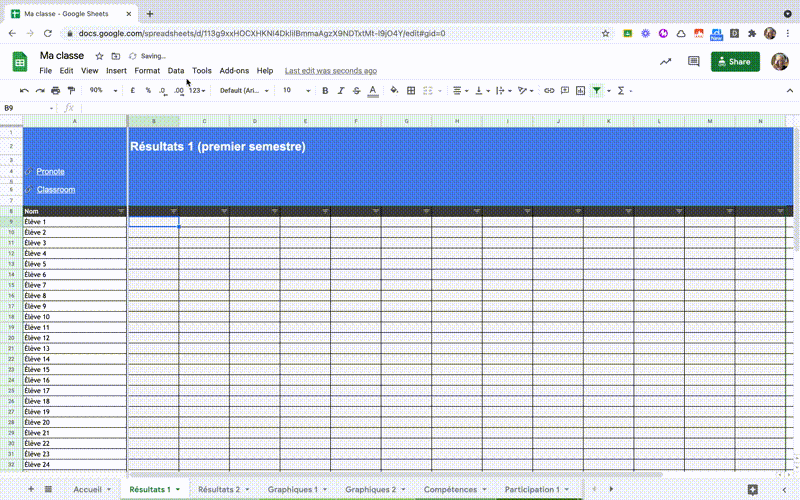 Ma classe - Google Sheets
docs.google.com/spreadsheets/d/113g9xxHOCXHKNI4DkliIBmmaAgzX9NDTxtMt-I9jO4Y/edit#gid=0
New
Ma classe
Saving...
File Edit View Insert Format Data Tools Add-ons Help Last edit was seconds ago
Share
90% £ % .0 .00 123 Default (Ari... 10 B I S A
B9 fx
A B C D E F G H I J K L M N
1
2 Résultats 1 (premier semestre)
3
4 Pronote
5
6 Classroom
7
8 Nom
9 Élève 1
10 Élève 2
11 Élève 3
12 Élève 4
13 Élève 5
14 Élève 6
15 Élève 7
16 Élève 8
17 Élève 9
18 Élève 10
19 Élève 11
20 Élève 12
21 Élève 13
22 Élève 14
23 Élève 15
24 Élève 16
25 Élève 17
26 Élève 18
27 Élève 19
28 Élève 20
29 Élève 21
30 Élève 22
31 Élève 23
32 Élève 24
Accueil Résultats 1 Résultats 2 Graphiques 1 Graphiques 2 Compétences Participation 1